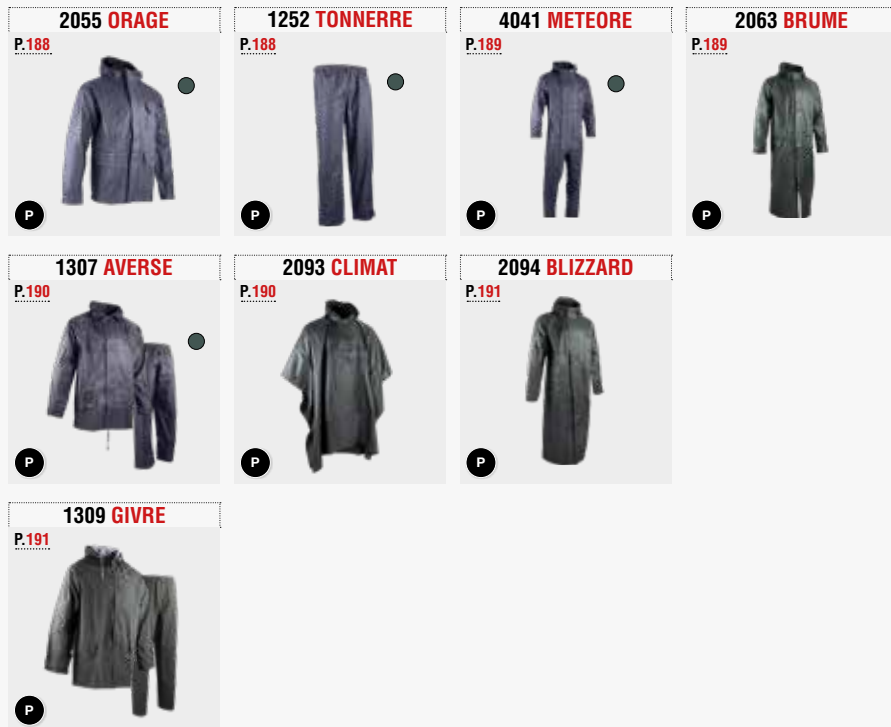 2055 ORAGE
P.188
P
1252 TONNERRE
P.188
P
4041 METEORE
P.189
P
2063 BRUME
P.189
P
1307 AVERSE
P.190
P
2093 CLIMAT
P.190
P
2094 BLIZZARD
P.191
P
1309 GIVRE
P.191
P